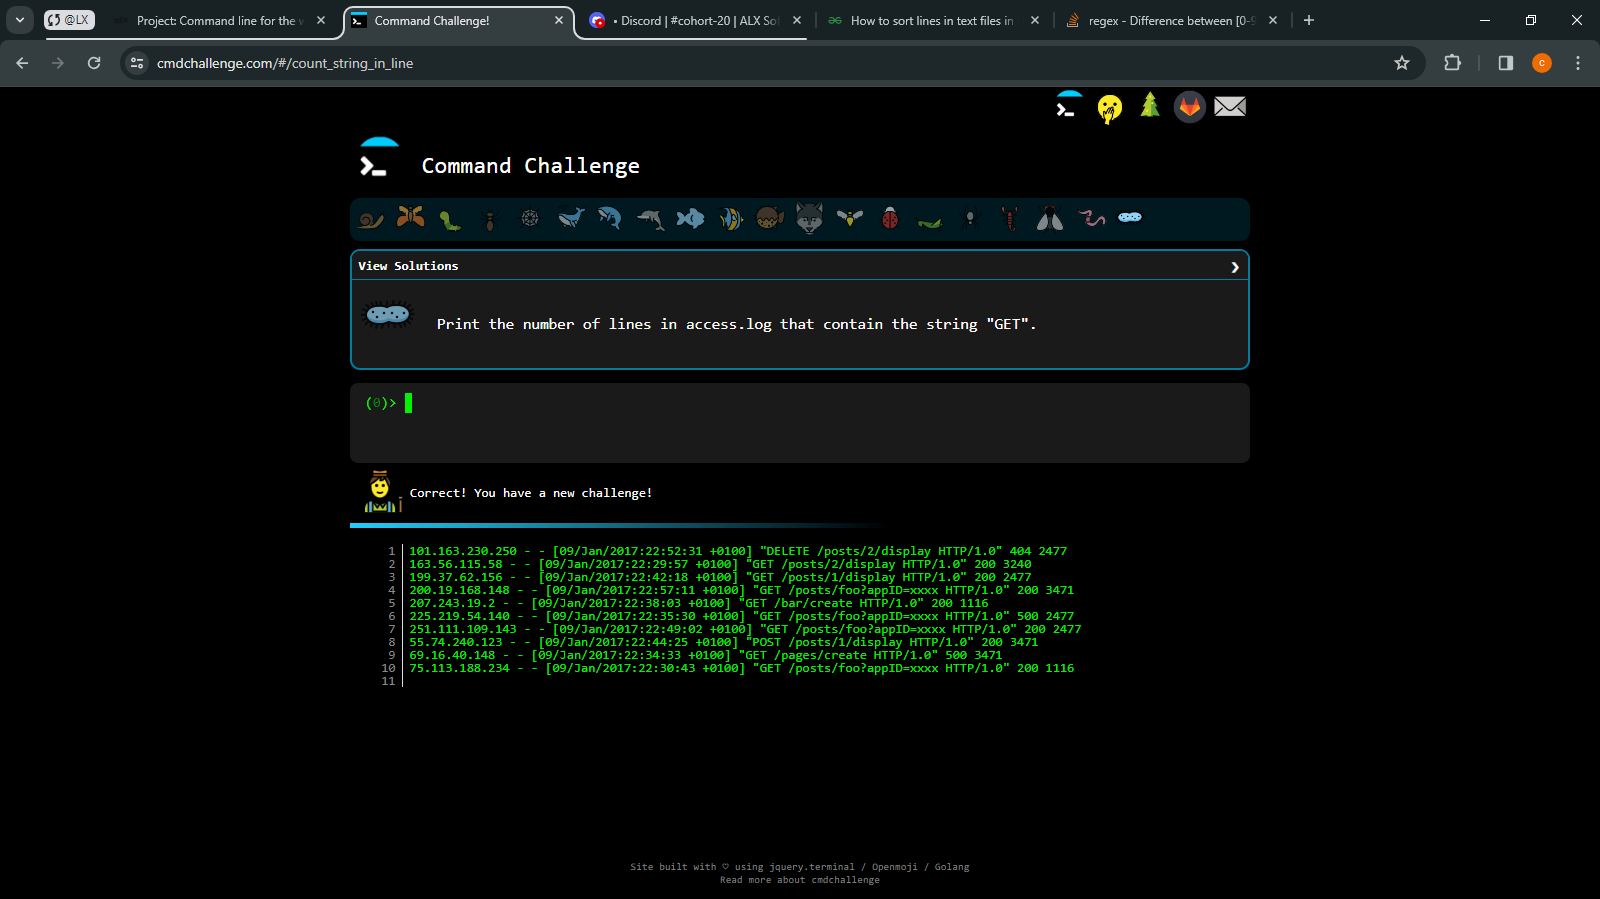 @LX
Project: Command line for the w
Command Challenge!
• Discord | #cohort-20 | ALX So
How to sort lines in text files in
regex - Difference between [0-9
cmdchallenge.com/#/count_string_in_line
c
Command Challenge
View Solutions
Print the number of lines in access.log that contain the string "GET".
(0)>
Correct! You have a new challenge!
1 101.163.230.250 - - [09/Jan/2017:22:52:31 +0100] "DELETE /posts/2/display HTTP/1.0" 404 2477
2 163.56.115.58 - - [09/Jan/2017:22:29:57 +0100] "GET /posts/2/display HTTP/1.0" 200 3240
3 199.37.62.156 - - [09/Jan/2017:22:42:18 +0100] "GET /posts/1/display HTTP/1.0" 200 2477
4 200.19.168.148 - - [09/Jan/2017:22:57:11 +0100] "GET /posts/foo?appID=xxxx HTTP/1.0" 200 3471
5 207.243.19.2 - - [09/Jan/2017:22:38:03 +0100] "GET /bar/create HTTP/1.0" 200 1116
6 225.219.54.140 - - [09/Jan/2017:22:35:30 +0100] "GET /posts/foo?appID=xxxx HTTP/1.0" 500 2477
7 251.111.109.143 - - [09/Jan/2017:22:49:02 +0100] "GET /posts/foo?appID=xxxx HTTP/1.0" 200 2477
8 55.74.240.123 - - [09/Jan/2017:22:44:25 +0100] "POST /posts/1/display HTTP/1.0" 200 3471
9 69.16.40.148 - - [09/Jan/2017:22:34:33 +0100] "GET /pages/create HTTP/1.0" 500 3471
10 75.113.188.234 - - [09/Jan/2017:22:30:43 +0100] "GET /posts/foo?appID=xxxx HTTP/1.0" 200 1116
11
Site built with ♡ using jquery.terminal / Openmoji / Golang
Read more about cmdchallenge